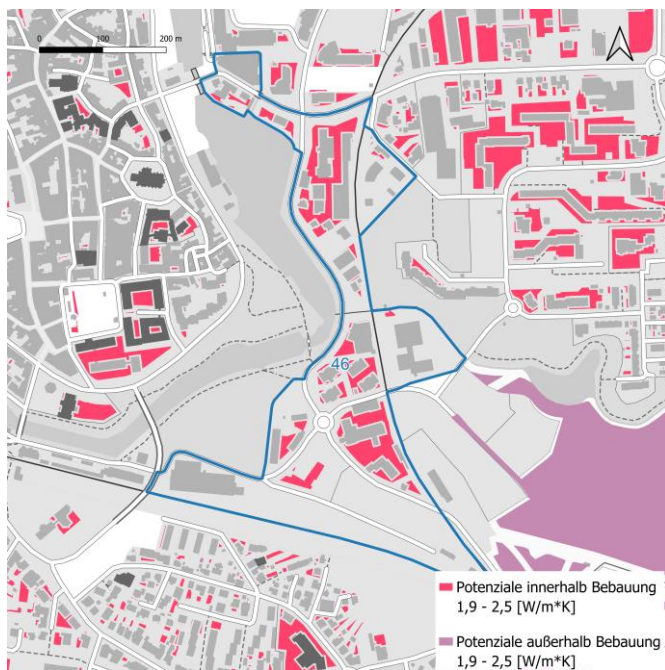 0 100 200 m
46
Potenziale innerhalb Bebauung
1,9 - 2,5 [W/m*K]
Potenziale außerhalb Bebauung
1,9 - 2,5 [W/m*K]